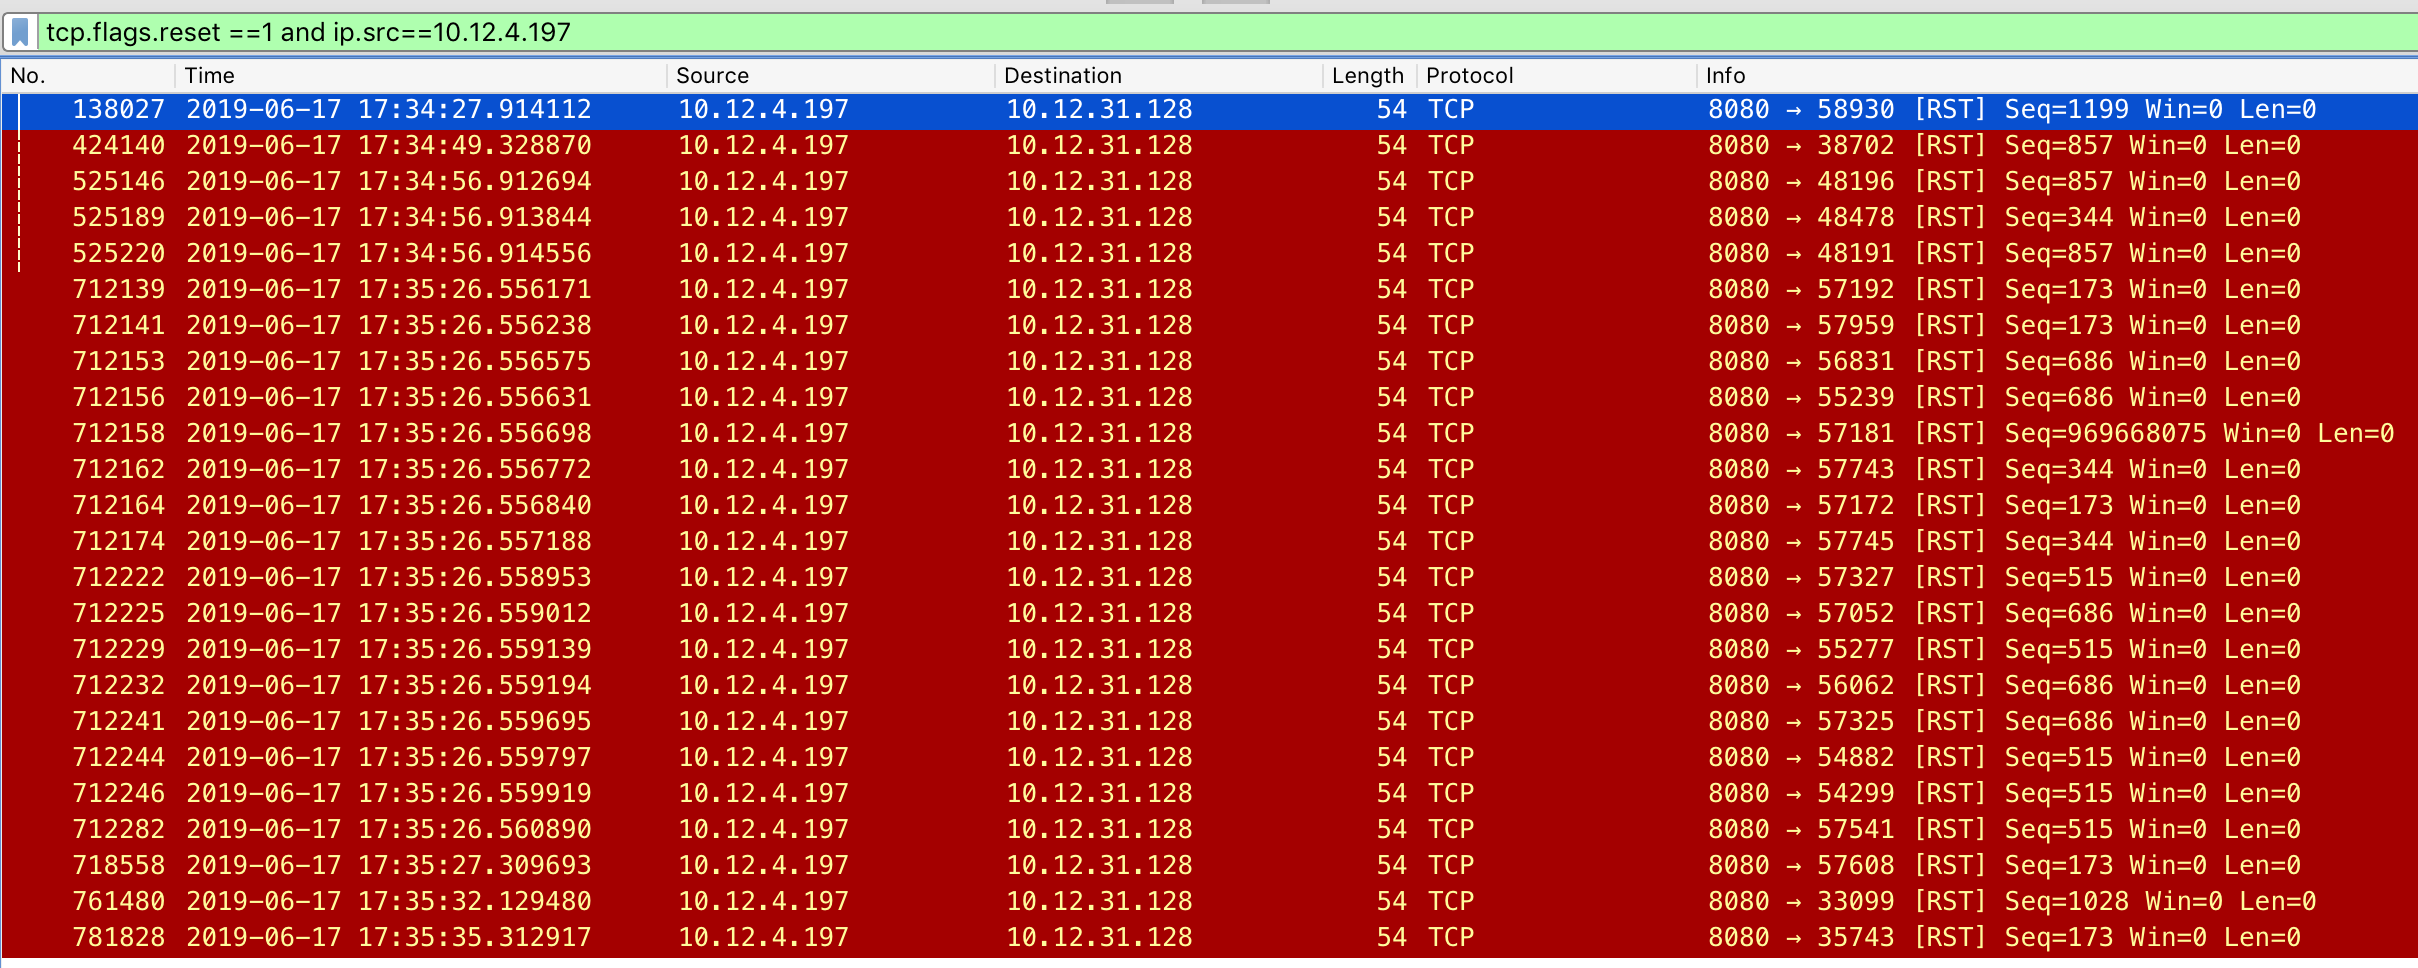 tcp.flags.reset ==1 and ip.src==10.12.4.197
No. Time Source Destination Length Protocol Info
138027 2019-06-17 17:34:27.914112 10.12.4.197 10.12.31.128 54 TCP 8080 → 58930 [RST] Seq=1199 Win=0 Len=0
424140 2019-06-17 17:34:49.328870 10.12.4.197 10.12.31.128 54 TCP 8080 → 38702 [RST] Seq=857 Win=0 Len=0
525146 2019-06-17 17:34:56.912694 10.12.4.197 10.12.31.128 54 TCP 8080 → 48196 [RST] Seq=857 Win=0 Len=0
525189 2019-06-17 17:34:56.913844 10.12.4.197 10.12.31.128 54 TCP 8080 → 48478 [RST] Seq=344 Win=0 Len=0
525220 2019-06-17 17:34:56.914556 10.12.4.197 10.12.31.128 54 TCP 8080 → 48191 [RST] Seq=857 Win=0 Len=0
712139 2019-06-17 17:35:26.556171 10.12.4.197 10.12.31.128 54 TCP 8080 → 57192 [RST] Seq=173 Win=0 Len=0
712141 2019-06-17 17:35:26.556238 10.12.4.197 10.12.31.128 54 TCP 8080 → 57959 [RST] Seq=173 Win=0 Len=0
712153 2019-06-17 17:35:26.556575 10.12.4.197 10.12.31.128 54 TCP 8080 → 56831 [RST] Seq=686 Win=0 Len=0
712156 2019-06-17 17:35:26.556631 10.12.4.197 10.12.31.128 54 TCP 8080 → 55239 [RST] Seq=686 Win=0 Len=0
712158 2019-06-17 17:35:26.556698 10.12.4.197 10.12.31.128 54 TCP 8080 → 57181 [RST] Seq=969668075 Win=0 Len=0
712162 2019-06-17 17:35:26.556772 10.12.4.197 10.12.31.128 54 TCP 8080 → 57743 [RST] Seq=344 Win=0 Len=0
712164 2019-06-17 17:35:26.556840 10.12.4.197 10.12.31.128 54 TCP 8080 → 57172 [RST] Seq=173 Win=0 Len=0
712174 2019-06-17 17:35:26.557188 10.12.4.197 10.12.31.128 54 TCP 8080 → 57745 [RST] Seq=344 Win=0 Len=0
712222 2019-06-17 17:35:26.558953 10.12.4.197 10.12.31.128 54 TCP 8080 → 57327 [RST] Seq=515 Win=0 Len=0
712225 2019-06-17 17:35:26.559012 10.12.4.197 10.12.31.128 54 TCP 8080 → 57052 [RST] Seq=686 Win=0 Len=0
712229 2019-06-17 17:35:26.559139 10.12.4.197 10.12.31.128 54 TCP 8080 → 55277 [RST] Seq=515 Win=0 Len=0
712232 2019-06-17 17:35:26.559194 10.12.4.197 10.12.31.128 54 TCP 8080 → 56062 [RST] Seq=686 Win=0 Len=0
712241 2019-06-17 17:35:26.559695 10.12.4.197 10.12.31.128 54 TCP 8080 → 57325 [RST] Seq=686 Win=0 Len=0
712244 2019-06-17 17:35:26.559797 10.12.4.197 10.12.31.128 54 TCP 8080 → 54882 [RST] Seq=515 Win=0 Len=0
712246 2019-06-17 17:35:26.559919 10.12.4.197 10.12.31.128 54 TCP 8080 → 54299 [RST] Seq=515 Win=0 Len=0
712282 2019-06-17 17:35:26.560890 10.12.4.197 10.12.31.128 54 TCP 8080 → 57541 [RST] Seq=515 Win=0 Len=0
718558 2019-06-17 17:35:27.309693 10.12.4.197 10.12.31.128 54 TCP 8080 → 57608 [RST] Seq=173 Win=0 Len=0
761480 2019-06-17 17:35:32.129480 10.12.4.197 10.12.31.128 54 TCP 8080 → 33099 [RST] Seq=1028 Win=0 Len=0
781828 2019-06-17 17:35:35.312917 10.12.4.197 10.12.31.128 54 TCP 8080 → 35743 [RST] Seq=173 Win=0 Len=0